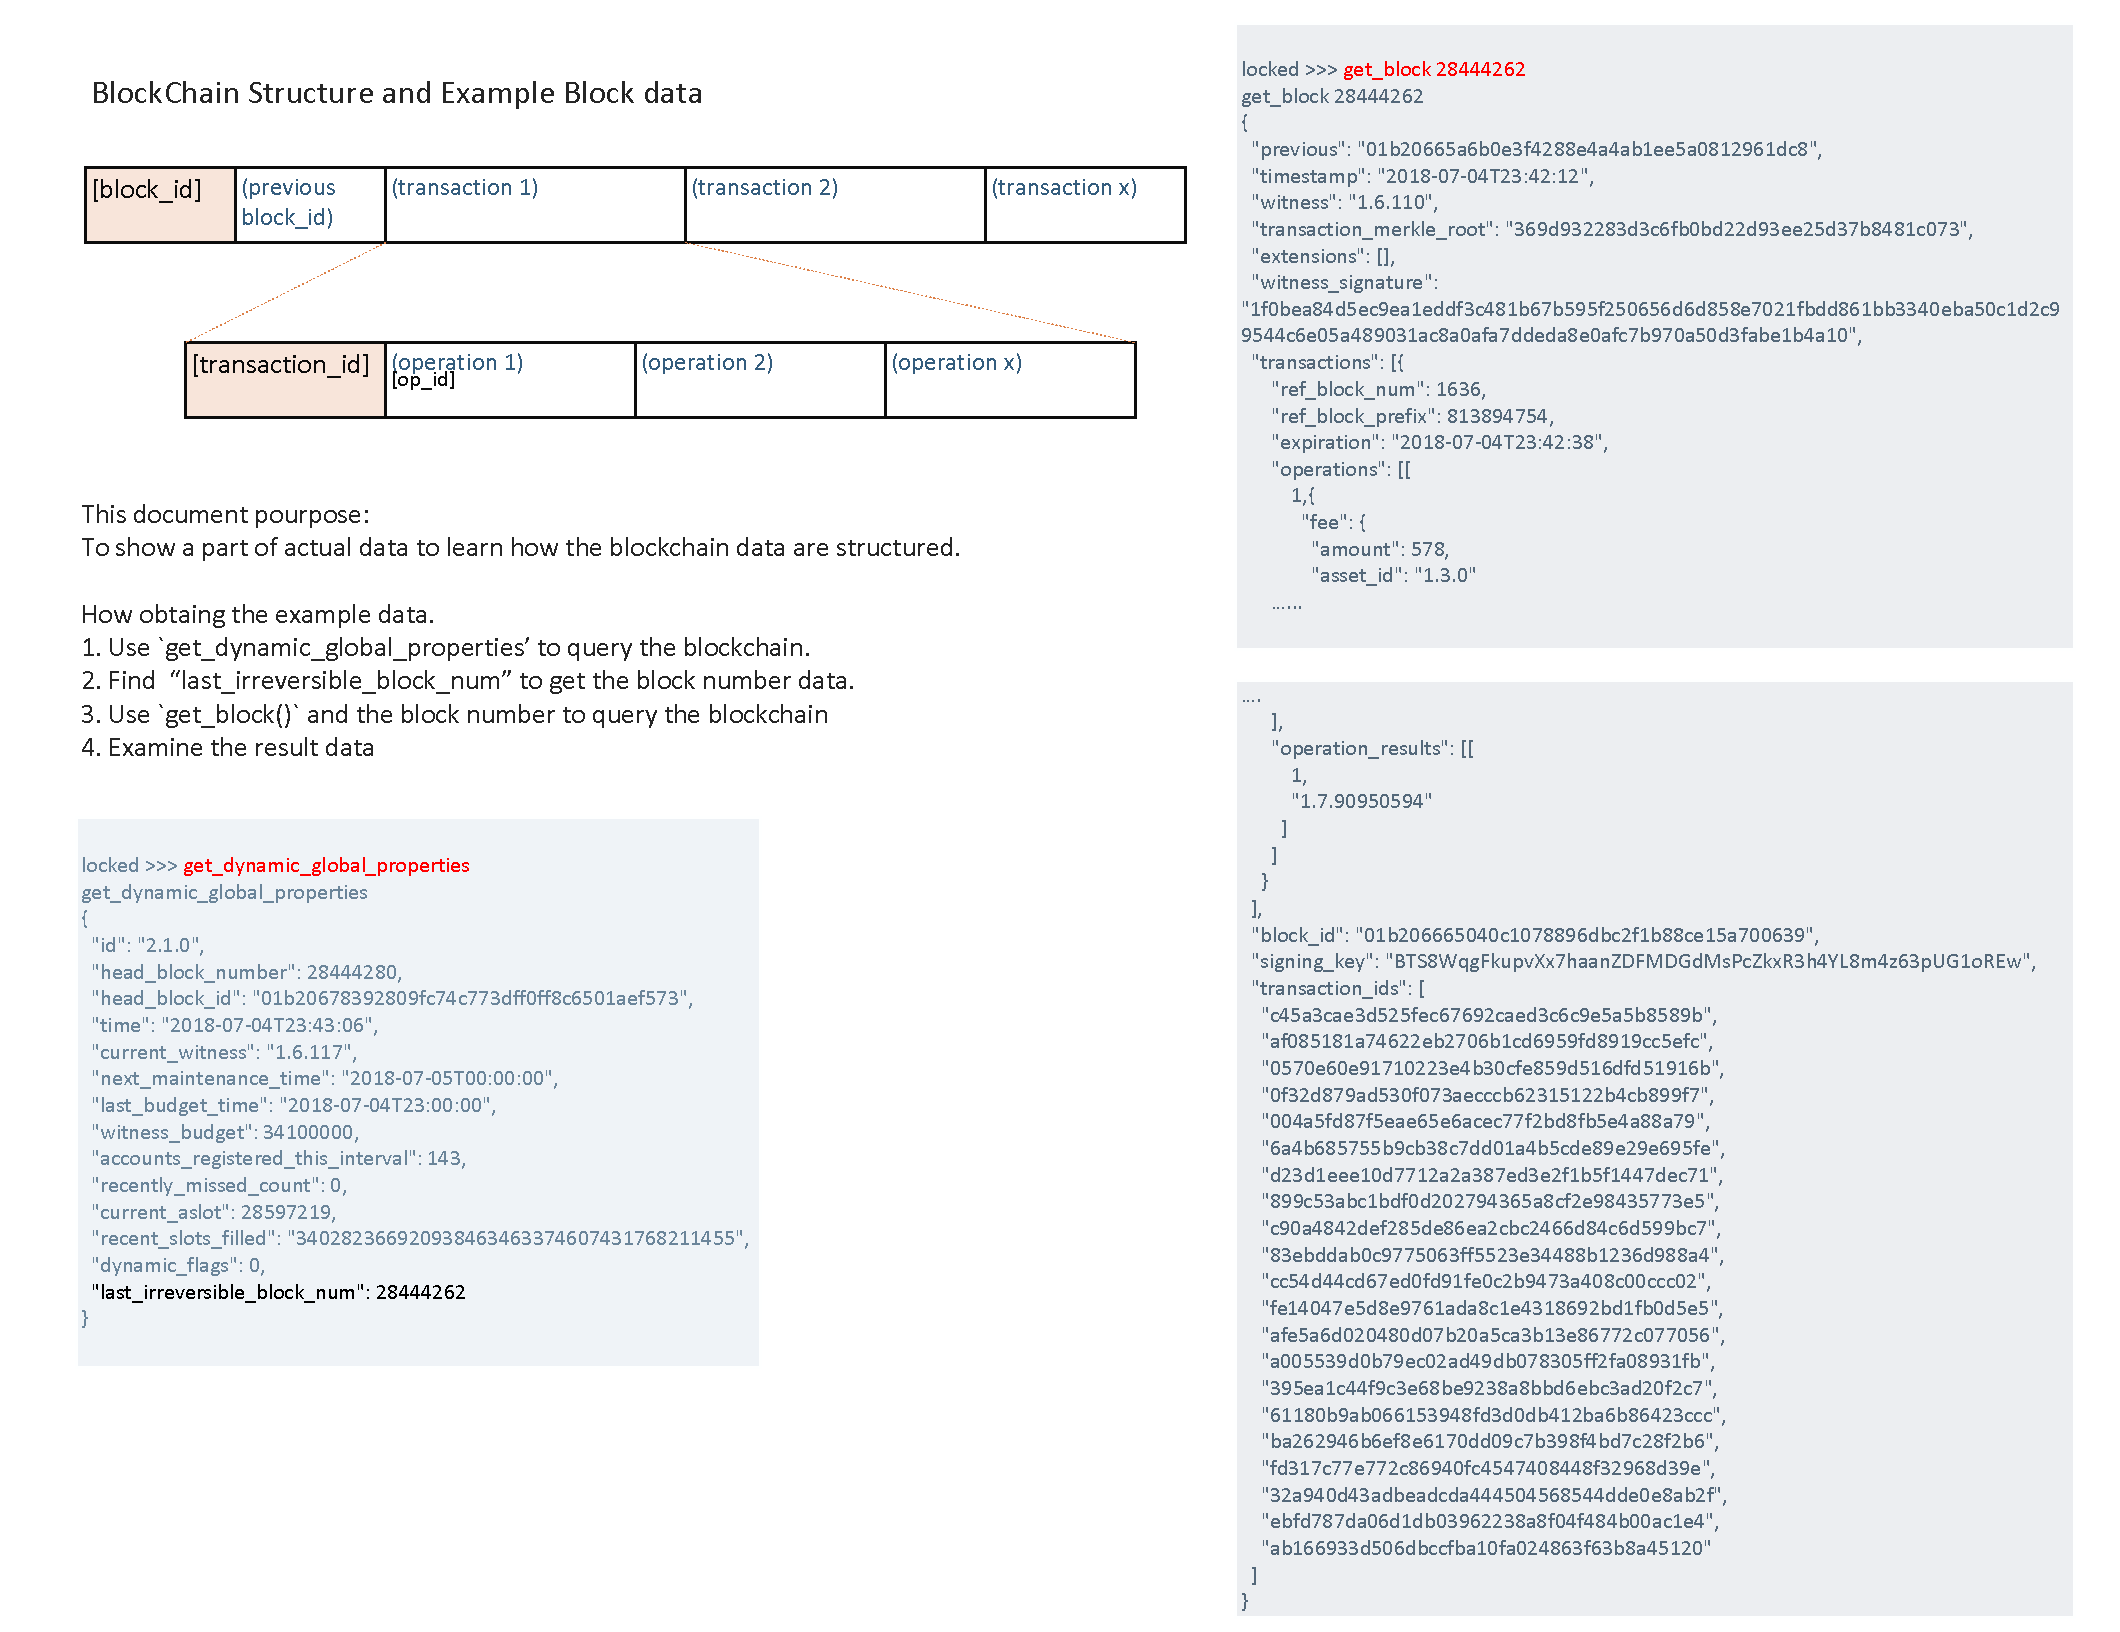 BlockChain Structure and Example Block data
[block_id]
(previous
block_id)
(transaction 1)
(transaction 2)
(transaction x)
[transaction_id]
(operation 1)
[op_id]
(operation 2)
(operation x)
This document pourpose:
To show a part of actual data to learn how the blockchain data are structured.
How obtaing the example data.
1. Use `get_dynamic_global_properties’ to query the blockchain.
2. Find  “last_irreversible_block_num” to get the block number data.
3. Use `get_block()` and the block number to query the blockchain
4. Examine the result data
locked >>> get_dynamic_global_properties
get_dynamic_global_properties
{
"id": "2.1.0",
"head_block_number": 28444280,
"head_block_id": "01b20678392809fc74c773dff0ff8c6501aef573",
"time": "2018-07-04T23:43:06",
"current_witness": "1.6.117",
"next_maintenance_time": "2018-07-05T00:00:00",
"last_budget_time": "2018-07-04T23:00:00",
"witness_budget": 34100000,
"accounts_registered_this_interval": 143,
"recently_missed_count": 0,
"current_aslot": 28597219,
"recent_slots_filled": "340282366920938463463374607431768211455",
"dynamic_flags": 0,
"last_irreversible_block_num": 28444262
}
locked >>> get_block 28444262
get_block 28444262
{
"previous": "01b20665a6b0e3f4288e4a4ab1ee5a0812961dc8",
"timestamp": "2018-07-04T23:42:12",
"witness": "1.6.110",
"transaction_merkle_root": "369d932283d3c6fb0bd22d93ee25d37b8481c073",
"extensions": [],
"witness_signature":
"1f0bea84d5ec9ea1eddf3c481b67b595f250656d6d858e7021fbdd861bb3340eba50c1d2c9
9544c6e05a489031ac8a0afa7ddeda8e0afc7b970a50d3fabe1b4a10",
"transactions": [{
"ref_block_num": 1636,
"ref_block_prefix": 813894754,
"expiration": "2018-07-04T23:42:38",
"operations": [[
1,{
"fee": {
"amount": 578,
"asset_id": "1.3.0"
......
....
],
"operation_results": [[
1,
"1.7.90950594"
]
]
}
],
"block_id": "01b206665040c1078896dbc2f1b88ce15a700639",
"signing_key": "BTS8WqgFkupvXx7haanZDFMDGdMsPcZkxR3h4YL8m4z63pUG1oREw",
"transaction_ids": [
"c45a3cae3d525fec67692caed3c6c9e5a5b8589b",
"af085181a74622eb2706b1cd6959fd8919cc5efc",
"0570e60e91710223e4b30cfe859d516dfd51916b",
"0f32d879ad530f073aecccb62315122b4cb899f7",
"004a5fd87f5eae65e6acec77f2bd8fb5e4a88a79",
"6a4b685755b9cb38c7dd01a4b5cde89e29e695fe",
"d23d1eee10d7712a2a387ed3e2f1b5f1447dec71",
"899c53abc1bdf0d202794365a8cf2e98435773e5",
"c90a4842def285de86ea2cbc2466d84c6d599bc7",
"83ebddab0c9775063ff5523e34488b1236d988a4",
"cc54d44cd67ed0fd91fe0c2b9473a408c00ccc02",
"fe14047e5d8e9761ada8c1e4318692bd1fb0d5e5",
"afe5a6d020480d07b20a5ca3b13e86772c077056",
"a005539d0b79ec02ad49db078305ff2fa08931fb",
"395ea1c44f9c3e68be9238a8bbd6ebc3ad20f2c7",
"61180b9ab066153948fd3d0db412ba6b86423ccc",
"ba262946b6ef8e6170dd09c7b398f4bd7c28f2b6",
"fd317c77e772c86940fc4547408448f32968d39e",
"32a940d43adbeadcda444504568544dde0e8ab2f",
"ebfd787da06d1db03962238a8f04f484b00ac1e4",
"ab166933d506dbccfba10fa024863f63b8a45120"
]
}